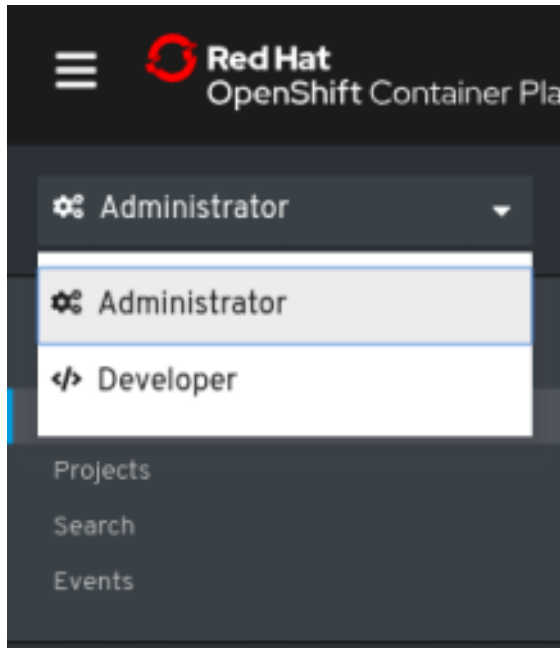 Red Hat
OpenShift Container Pla
Administrator
Administrator
Developer
Projects
Search
Events